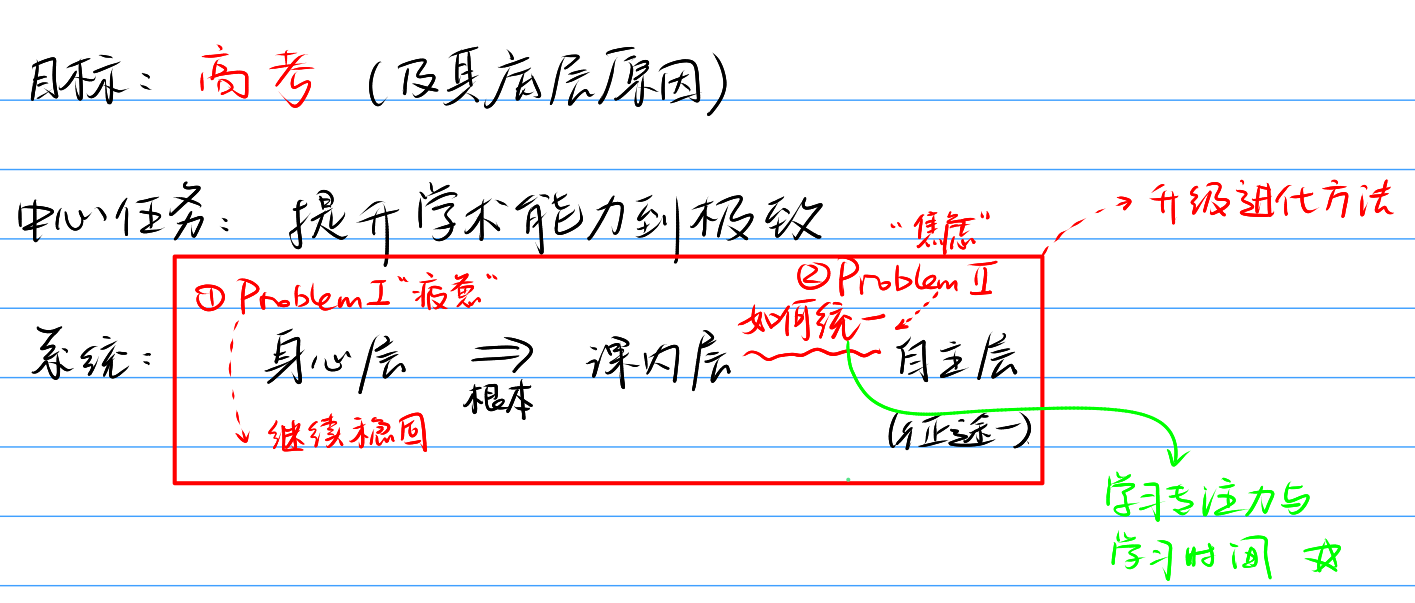 目标：高考（及其底层原因）
中心任务：提升学术能力到极致
"焦虑"
升级进化方法
① Problem I "疲惫"
② Problem II
如何统一
系统：身心层 ⇒ 课内层 自主层
根本
继续稳固
学习专注力与
学习时间 ☆